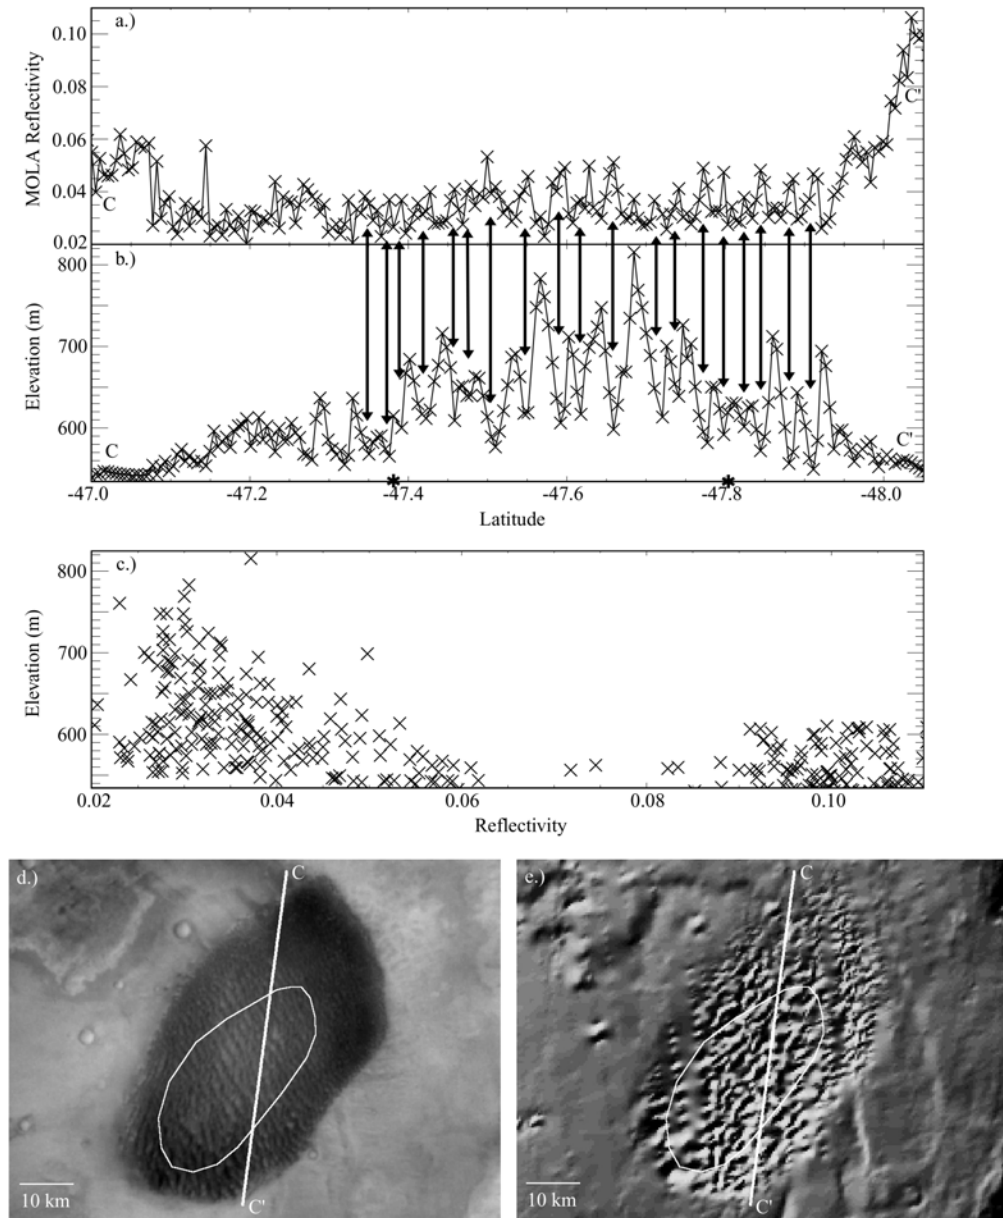 a.)
MOLA Reflectivity
0.10
0.08
0.06
0.04
0.02
C
C'
b.)
Elevation (m)
800
700
600
C
C'
-47.0
-47.2
-47.4
-47.6
-47.8
-48.0
*
*
Latitude
c.)
Elevation (m)
800
700
600
0.02
0.04
0.06
0.08
0.10
Reflectivity
d.)
C
C'
10 km
e.)
C
C'
10 km